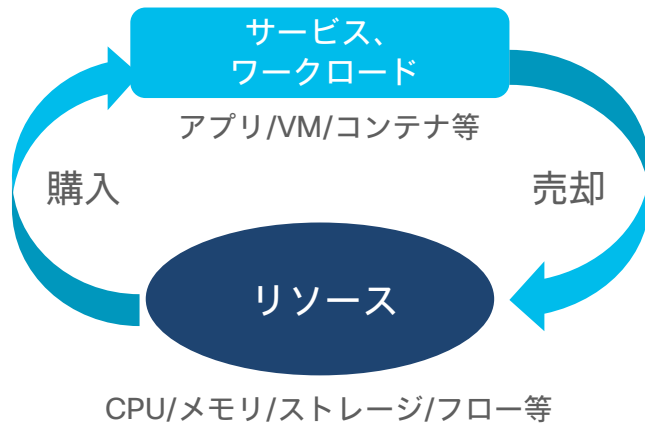 サービス、
ワークロード
アプリ/VM/コンテナ等
購入
売却
リソース
CPU/メモリ/ストレージ/フロー等